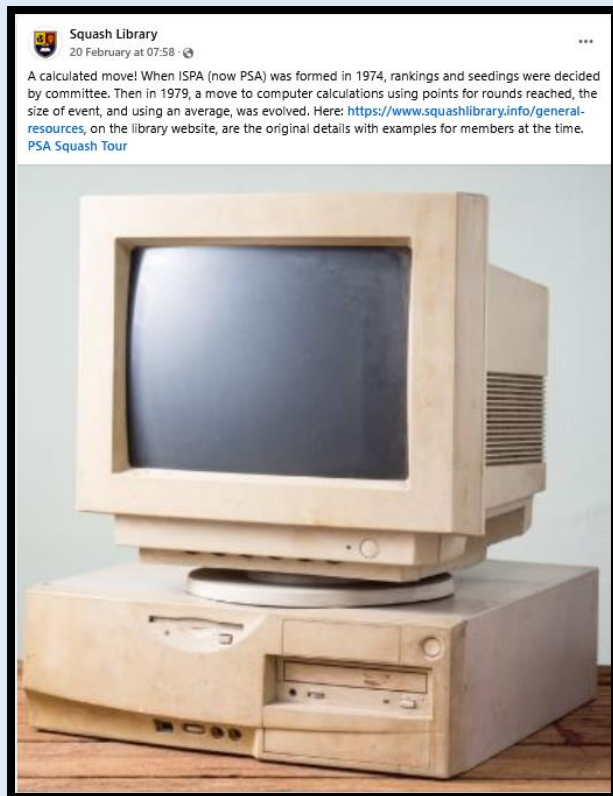 Squash Library
20 February at 07:58 ·
A calculated move! When ISPA (now PSA) was formed in 1974, rankings and seedings were decided
by committee. Then in 1979, a move to computer calculations using points for rounds reached, the
size of event, and using an average, was evolved. Here: https://www.squashlibrary.info/general-
resources, on the library website, are the original details with examples for members at the time.
PSA Squash Tour